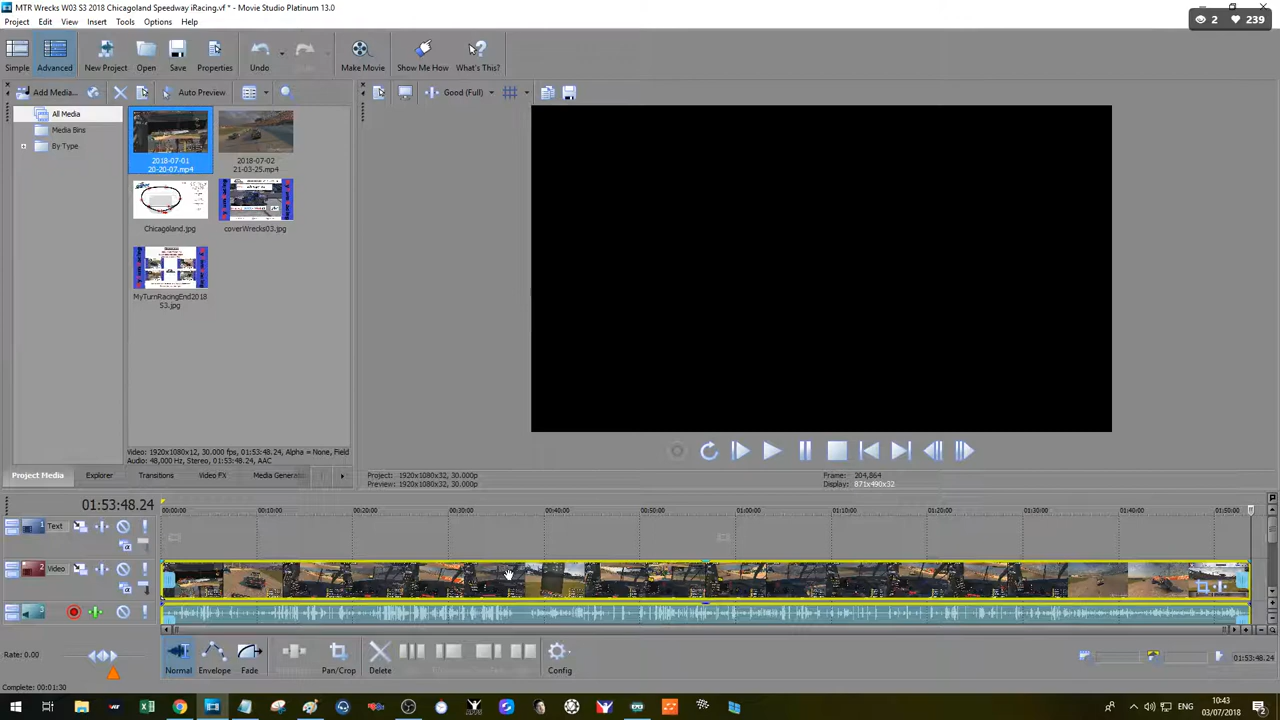 MTR Wrecks W03 S3 2018 Chicagoland Speedway iRacing.vf * - Movie Studio Platinum 13.0
2 239
Project Edit View Insert Tools Options Help
Simple Advanced New Project Open Save Properties Undo Make Movie Show Me How What's This?
Add Media... Auto Preview Good (Full)
All Media
Media Bins
By Type
2018-07-01
20-20-07.mp4
2018-07-02
21-03-25.mp4
Chicagoland.jpg coverWrecks03.jpg
MyTurnRacingEnd2018
S3.jpg
Video: 1920x1080x12, 30.000 fps, 01:53:48.24, Alpha = None, Field
Audio: 48,000 Hz, Stereo, 01:53:48.24, AAC
Project Media Explorer Transitions Video FX Media Generato
Project: 1920x1080x32, 30.000p
Preview: 1920x1080x32, 30.000p
Frame: 204,864
Display: 871x490x32
01:53:48.24
00:00:00 00:10:00 00:20:00 00:30:00 00:40:00 00:50:00 01:00:00 01:10:00 01:20:00 01:30:00 01:40:00 01:50:00
1 Text
2 Video
Rate: 0.00
Normal Envelope Fade Pan/Crop Delete Config
01:53:48.24
Complete: 00:01:30
ENG
10:43
03/07/2018